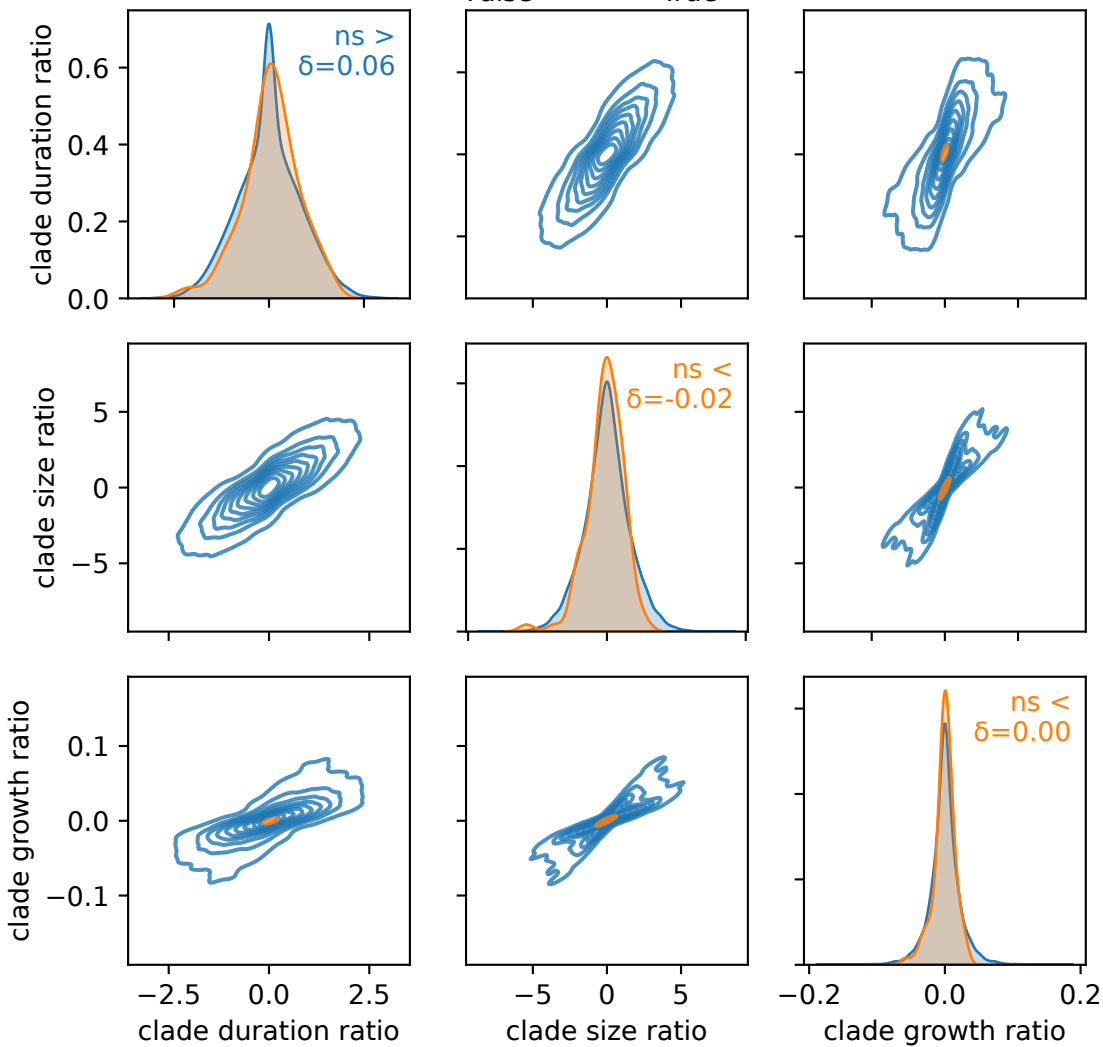 clade duration ratio
0.6
0.4
0.2
0.0
ns >
δ=0.06
clade size ratio
5
0
−5
ns <
δ=-0.02
clade growth ratio
0.1
0.0
−0.1
ns <
δ=0.00
−2.5 0.0 2.5
clade duration ratio
−5 0 5
clade size ratio
−0.2 0.0 0.2
clade growth ratio